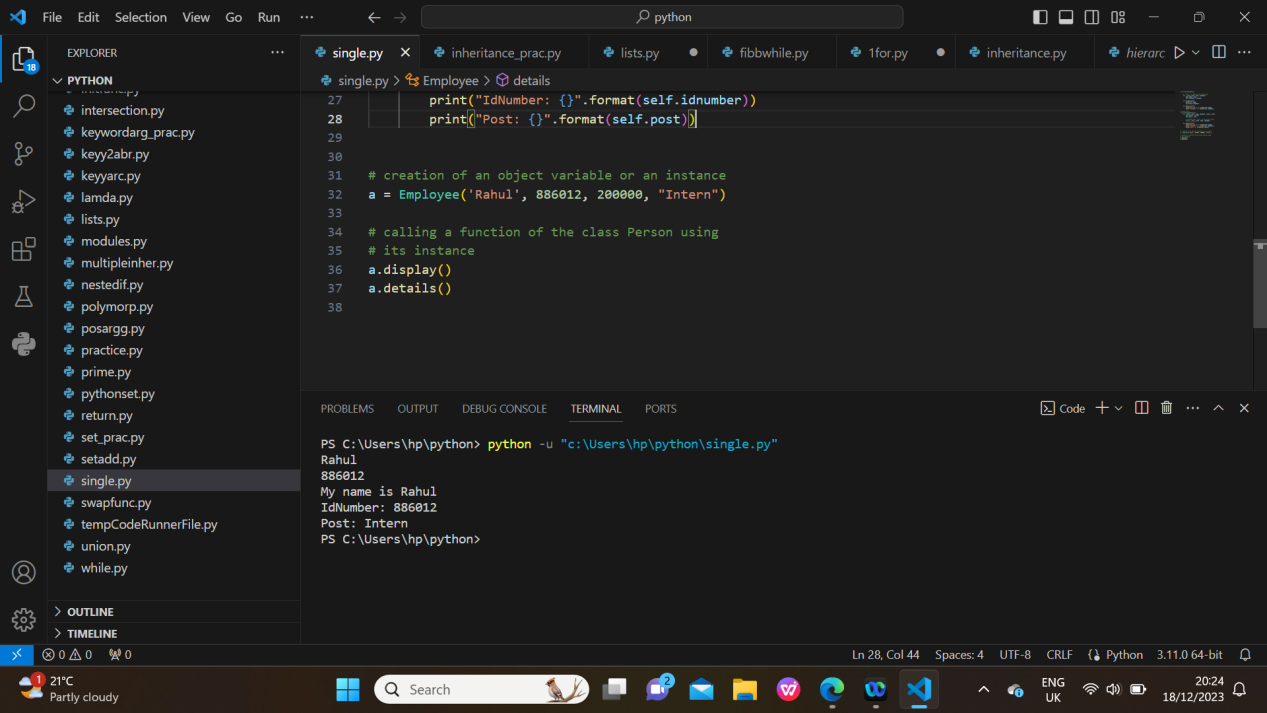 File Edit Selection View Go Run ···
python
EXPLORER ···
PYTHON
intersection.py
keywordarg_prac.py
keyy2abr.py
keyyarc.py
lamda.py
lists.py
modules.py
multipleinher.py
nestedif.py
polymorp.py
posargg.py
practice.py
prime.py
pythonset.py
return.py
set_prac.py
setadd.py
single.py
swapfunc.py
tempCodeRunnerFile.py
union.py
while.py
OUTLINE
TIMELINE
18
single.py inheritance_prac.py lists.py fibbwhile.py 1for.py inheritance.py hierarc
single.py > Employee > details
27 print("IdNumber: {}".format(self.idnumber))
28 print("Post: {}".format(self.post))
29
30
31 # creation of an object variable or an instance
32 a = Employee('Rahul', 886012, 200000, "Intern")
33
34 # calling a function of the class Person using
35 # its instance
36 a.display()
37 a.details()
38
PROBLEMS OUTPUT DEBUG CONSOLE TERMINAL PORTS Code
PS C:\Users\hp\python> python -u "c:\Users\hp\python\single.py"
Rahul
886012
My name is Rahul
IdNumber: 886012
Post: Intern
PS C:\Users\hp\python>
0 0 0 Ln 28, Col 44 Spaces: 4 UTF-8 CRLF Python 3.11.0 64-bit
1 21°C
Partly cloudy
Search
2
ENG
UK
20:24
18/12/2023